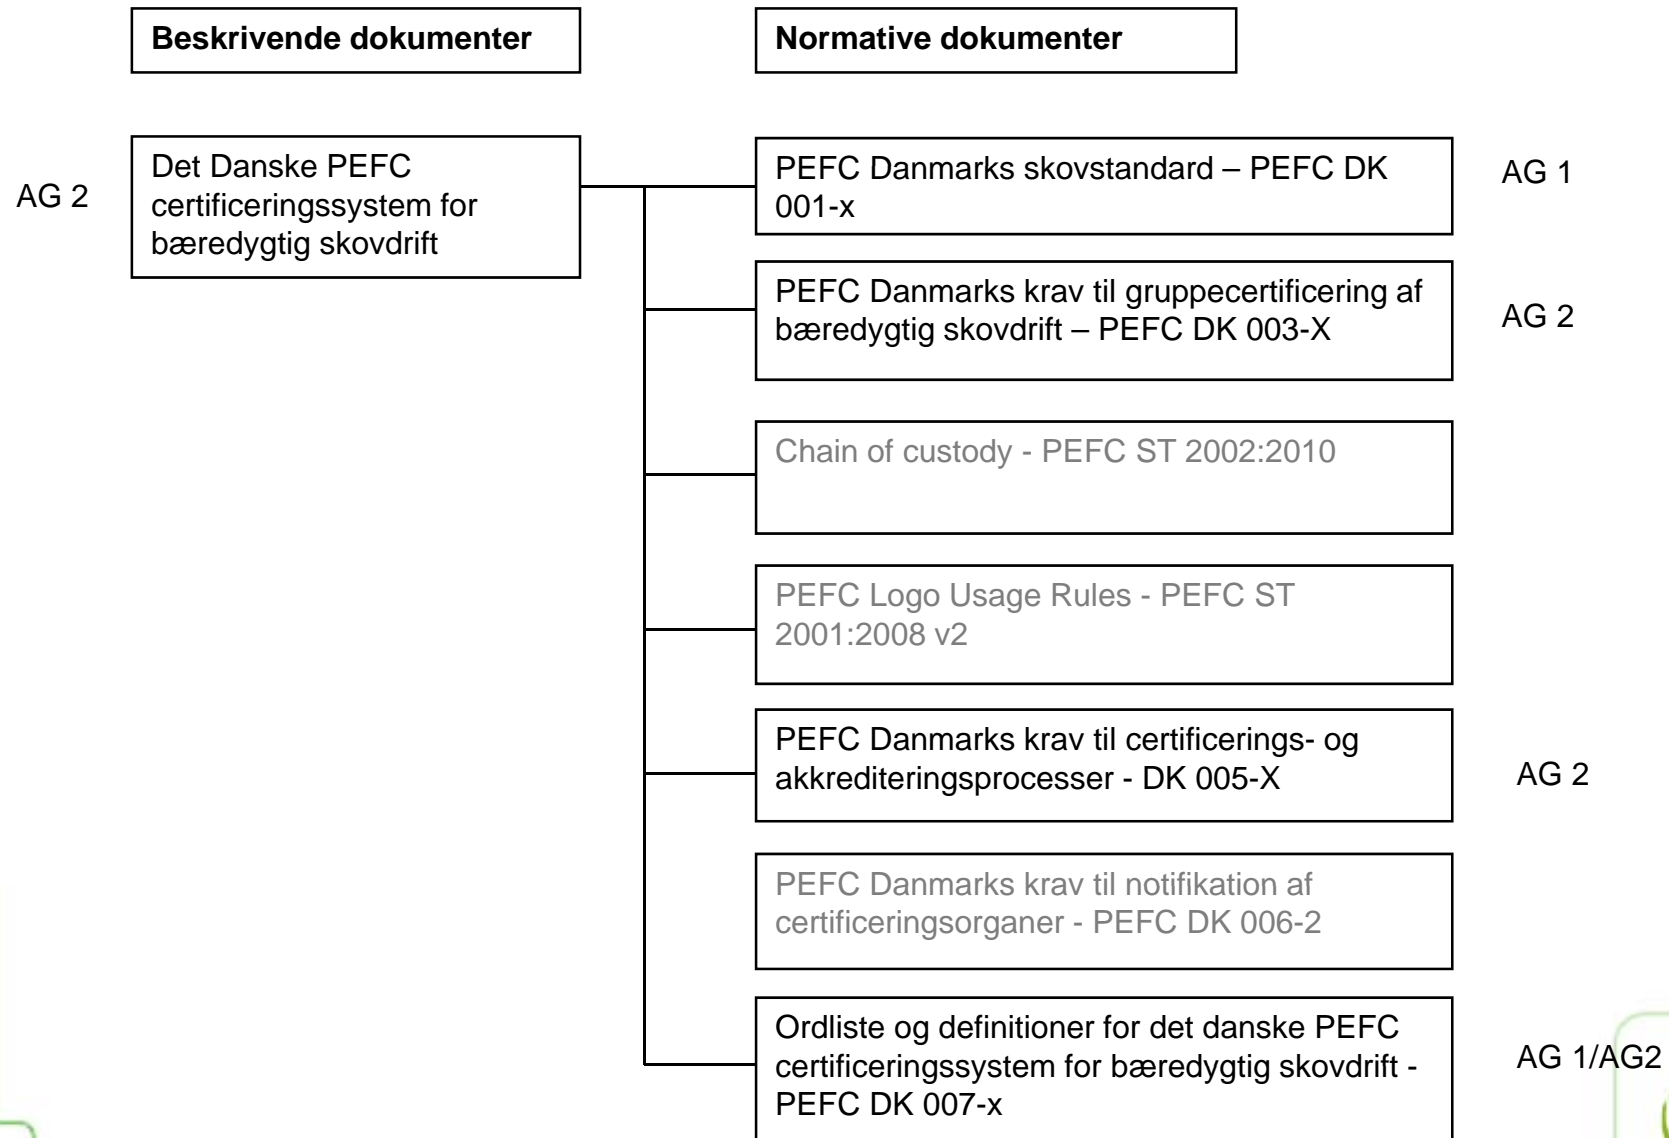 Beskrivende dokumenter
Normative dokumenter
AG 2
Det Danske PEFC
certificeringssystem for
bæredygtig skovdrift
PEFC Danmarks skovstandard – PEFC DK
001-x
AG 1
PEFC Danmarks krav til gruppecertificering af
bæredygtig skovdrift – PEFC DK 003-X
AG 2
Chain of custody - PEFC ST 2002:2010
PEFC Logo Usage Rules - PEFC ST
2001:2008 v2
PEFC Danmarks krav til certificerings- og
akkrediteringsprocesser - DK 005-X
AG 2
PEFC Danmarks krav til notifikation af
certificeringsorganer - PEFC DK 006-2
Ordliste og definitioner for det danske PEFC
certificeringssystem for bæredygtig skovdrift -
PEFC DK 007-x
AG 1/AG2